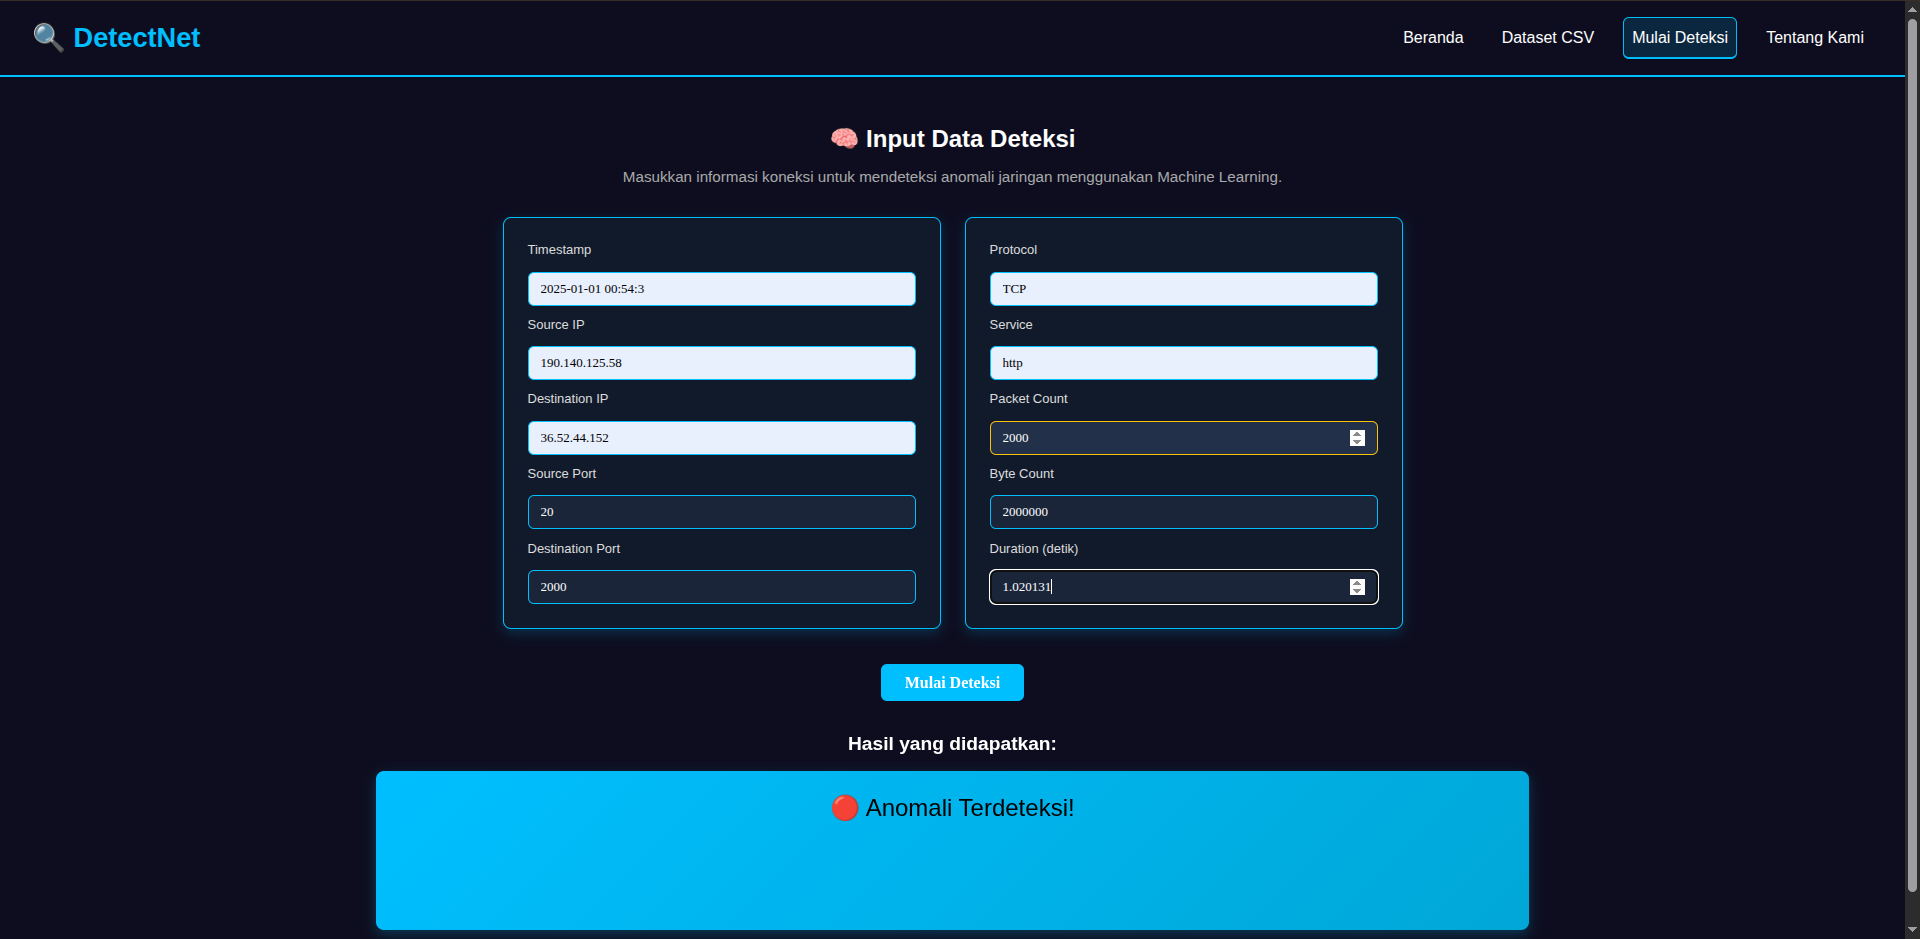 DetectNet
Beranda
Dataset CSV
Mulai Deteksi
Tentang Kami
Input Data Deteksi
Masukkan informasi koneksi untuk mendeteksi anomali jaringan menggunakan Machine Learning.
Timestamp
2025-01-01 00:54:3
Source IP
190.140.125.58
Destination IP
36.52.44.152
Source Port
20
Destination Port
2000
Protocol
TCP
Service
http
Packet Count
2000
Byte Count
2000000
Duration (detik)
1.020131
Mulai Deteksi
Hasil yang didapatkan:
Anomali Terdeteksi!